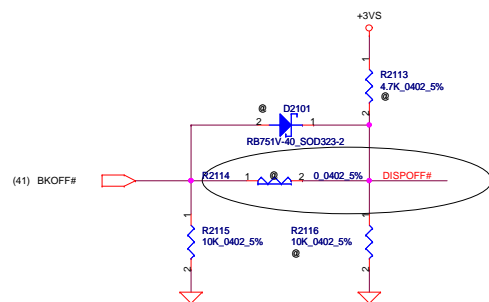 +3VS
1
R2113
4.7K_0402_5%
@
2
@
D2101
2
1
RB751V-40_SOD323-2
(41) BKOFF#
R2114
1
@
2
0_0402_5%
DISPOFF#
1
R2115
10K_0402_5%
2
1
R2116
10K_0402_5%
@
2